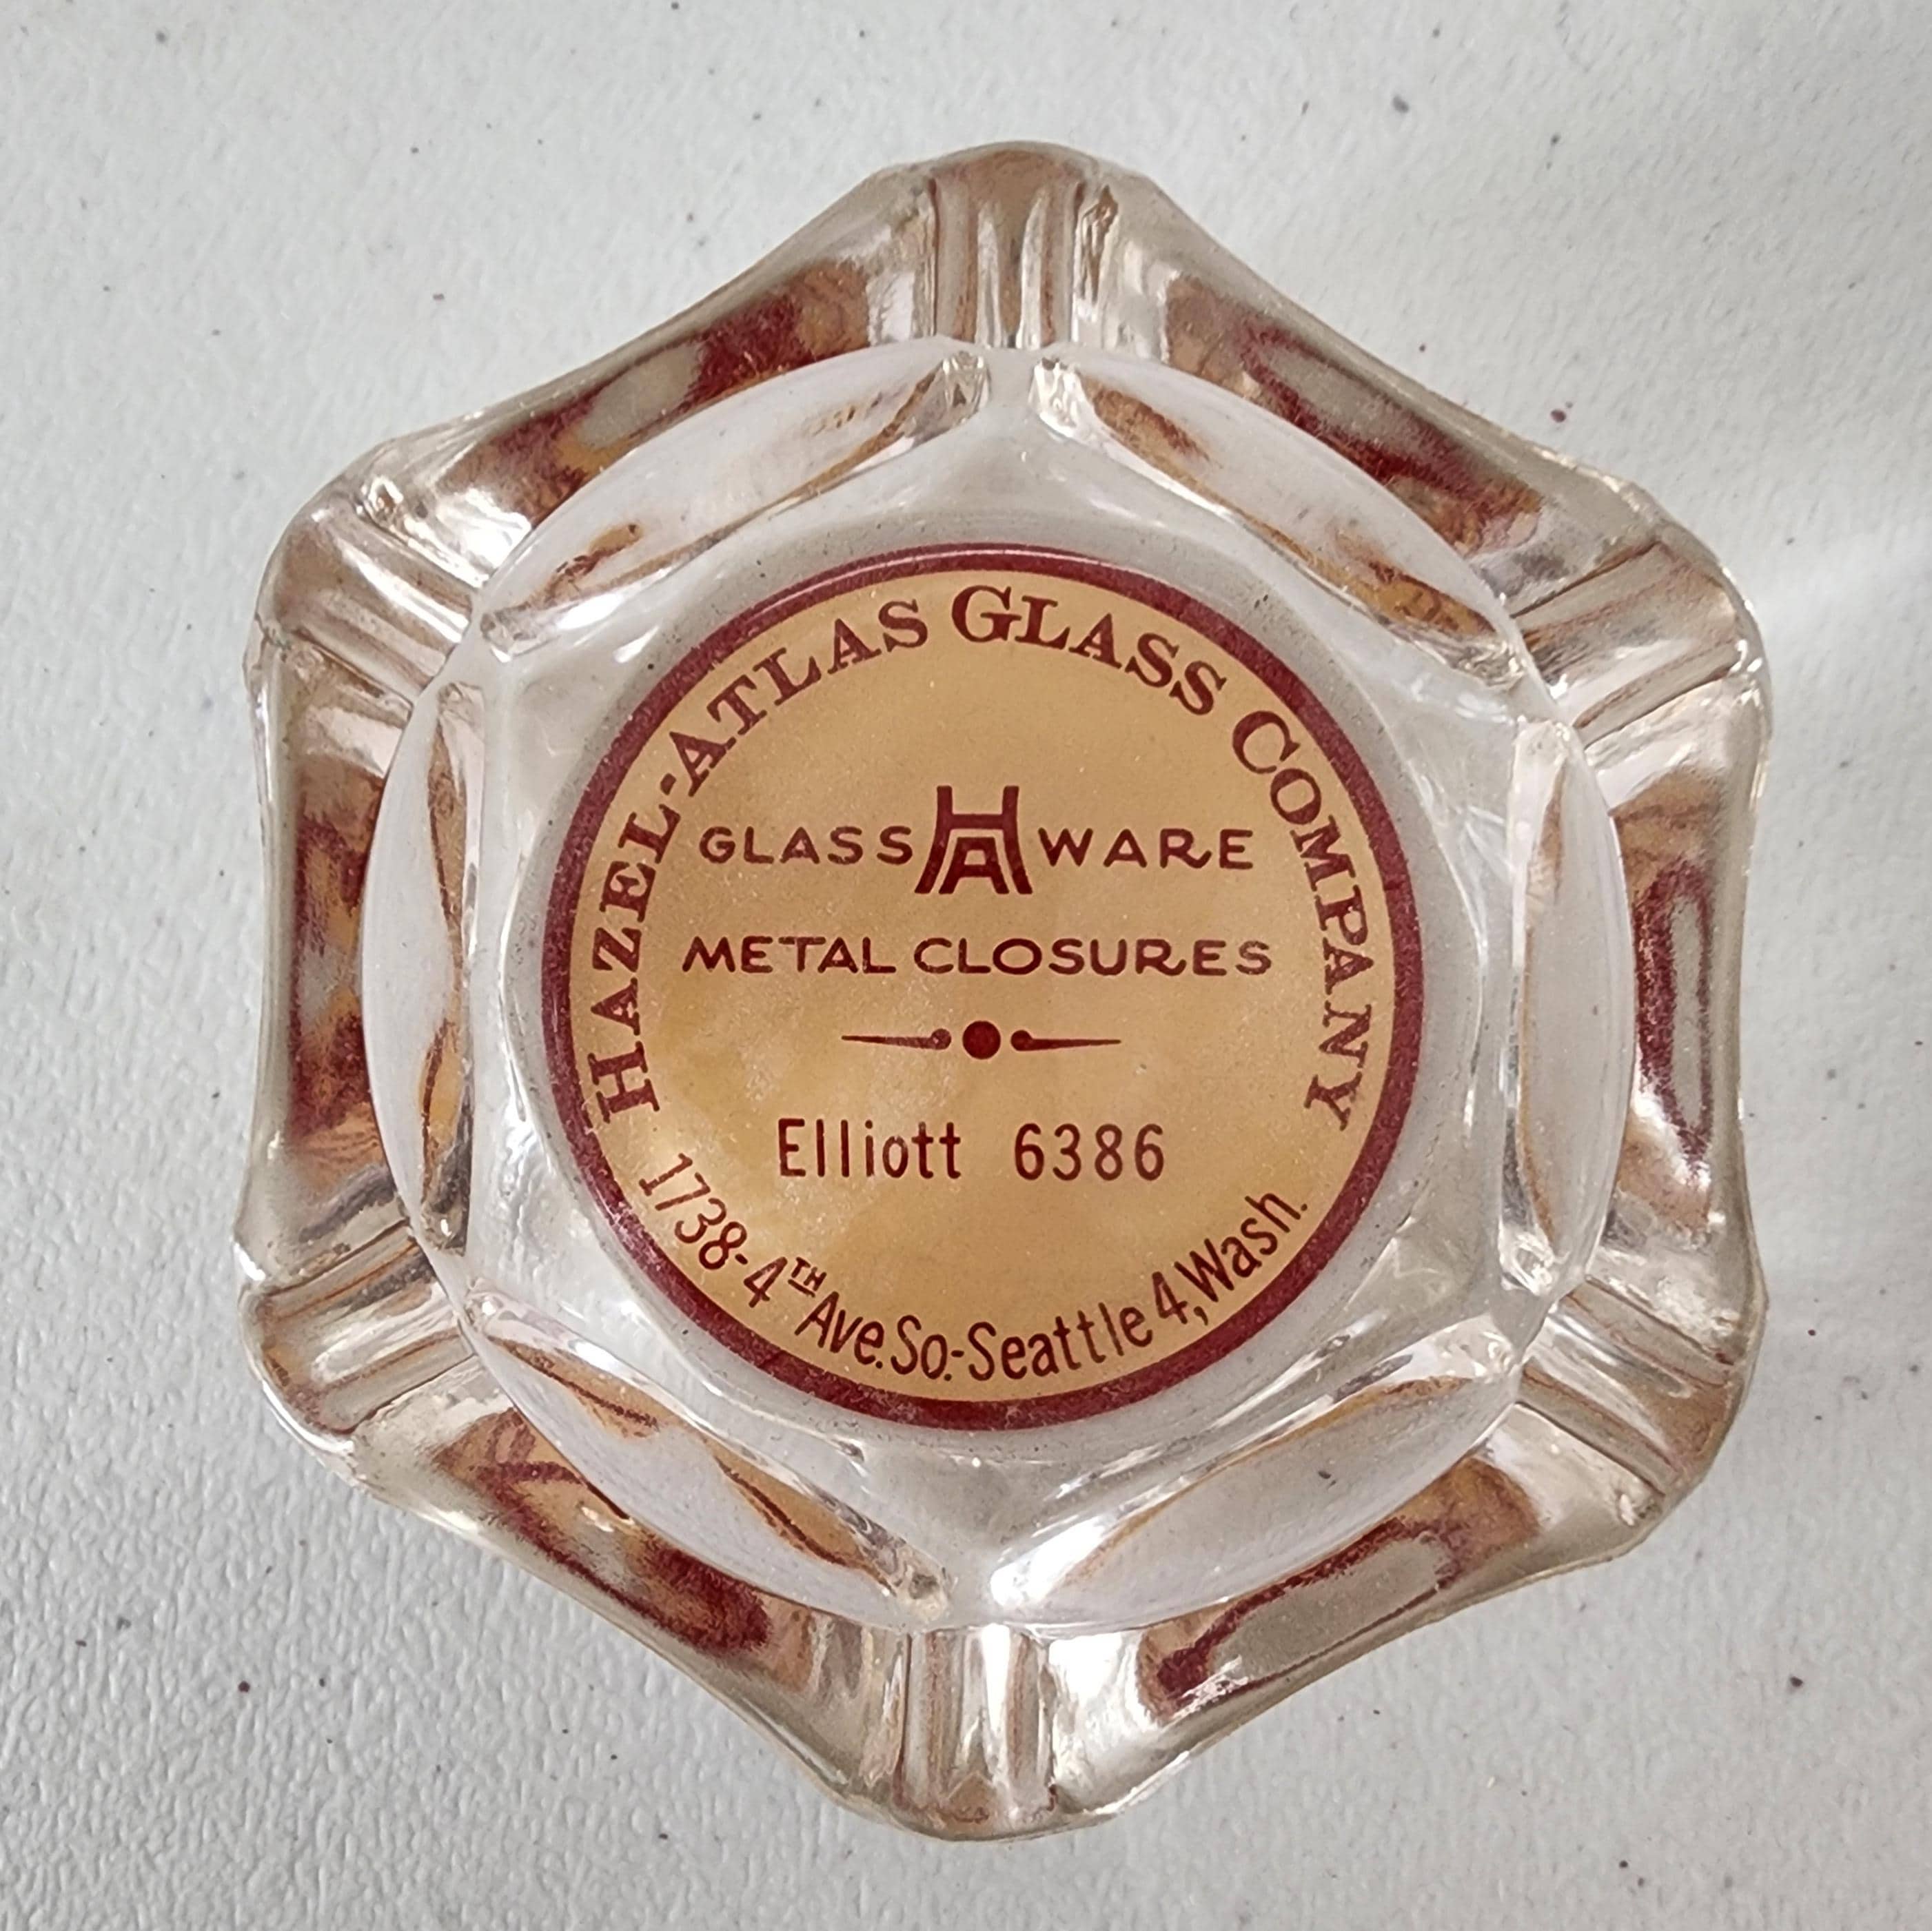 HAZEL-ATLAS GLASS COMPANY
GLASS HA WARE
METAL CLOSURES
Elliott 6386
1738-4TH Ave. So.-Seattle 4, Wash.